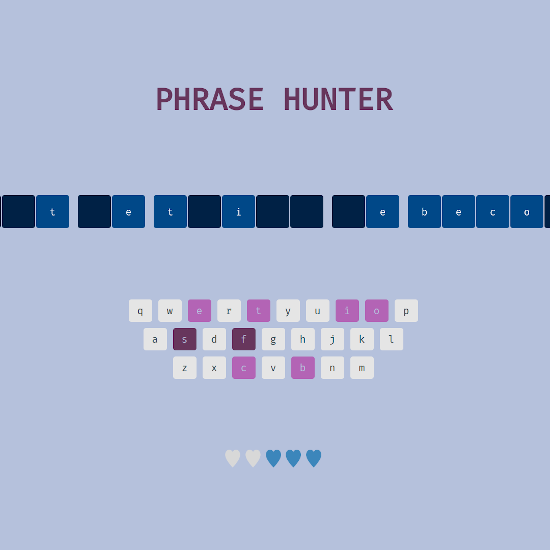 PHRASE HUNTER
t e t i e b e c o
q w e r t y u i o p
a s d f g h j k l
z x c v b n m